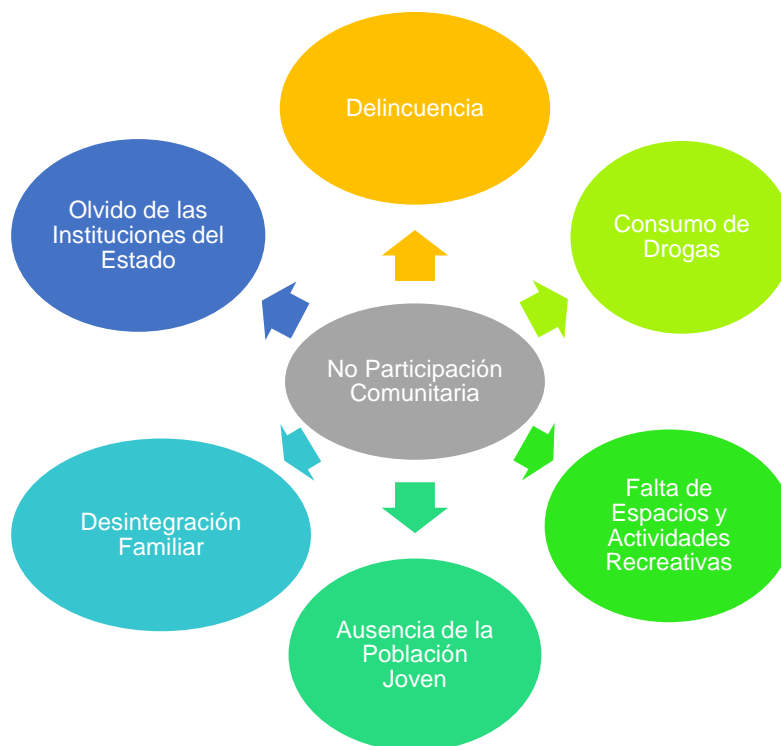 Delincuencia
Consumo de
Drogas
Falta de
Espacios y
Actividades
Recreativas
Ausencia de la
Población
Joven
Desintegración
Familiar
Olvido de las
Instituciones del
Estado
No Participación
Comunitaria